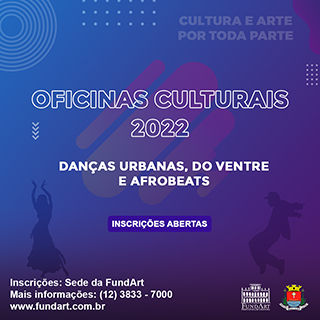 CULTURA E ARTE
POR TODA PARTE
OFICINAS CULTURAIS
2022
DANÇAS URBANAS, DO VENTRE
E AFROBEATS
INSCRIÇÕES ABERTAS
Inscrições: Sede da FundArt
Mais informações: (12) 3833 - 7000
www.fundart.com.br
FUNDART